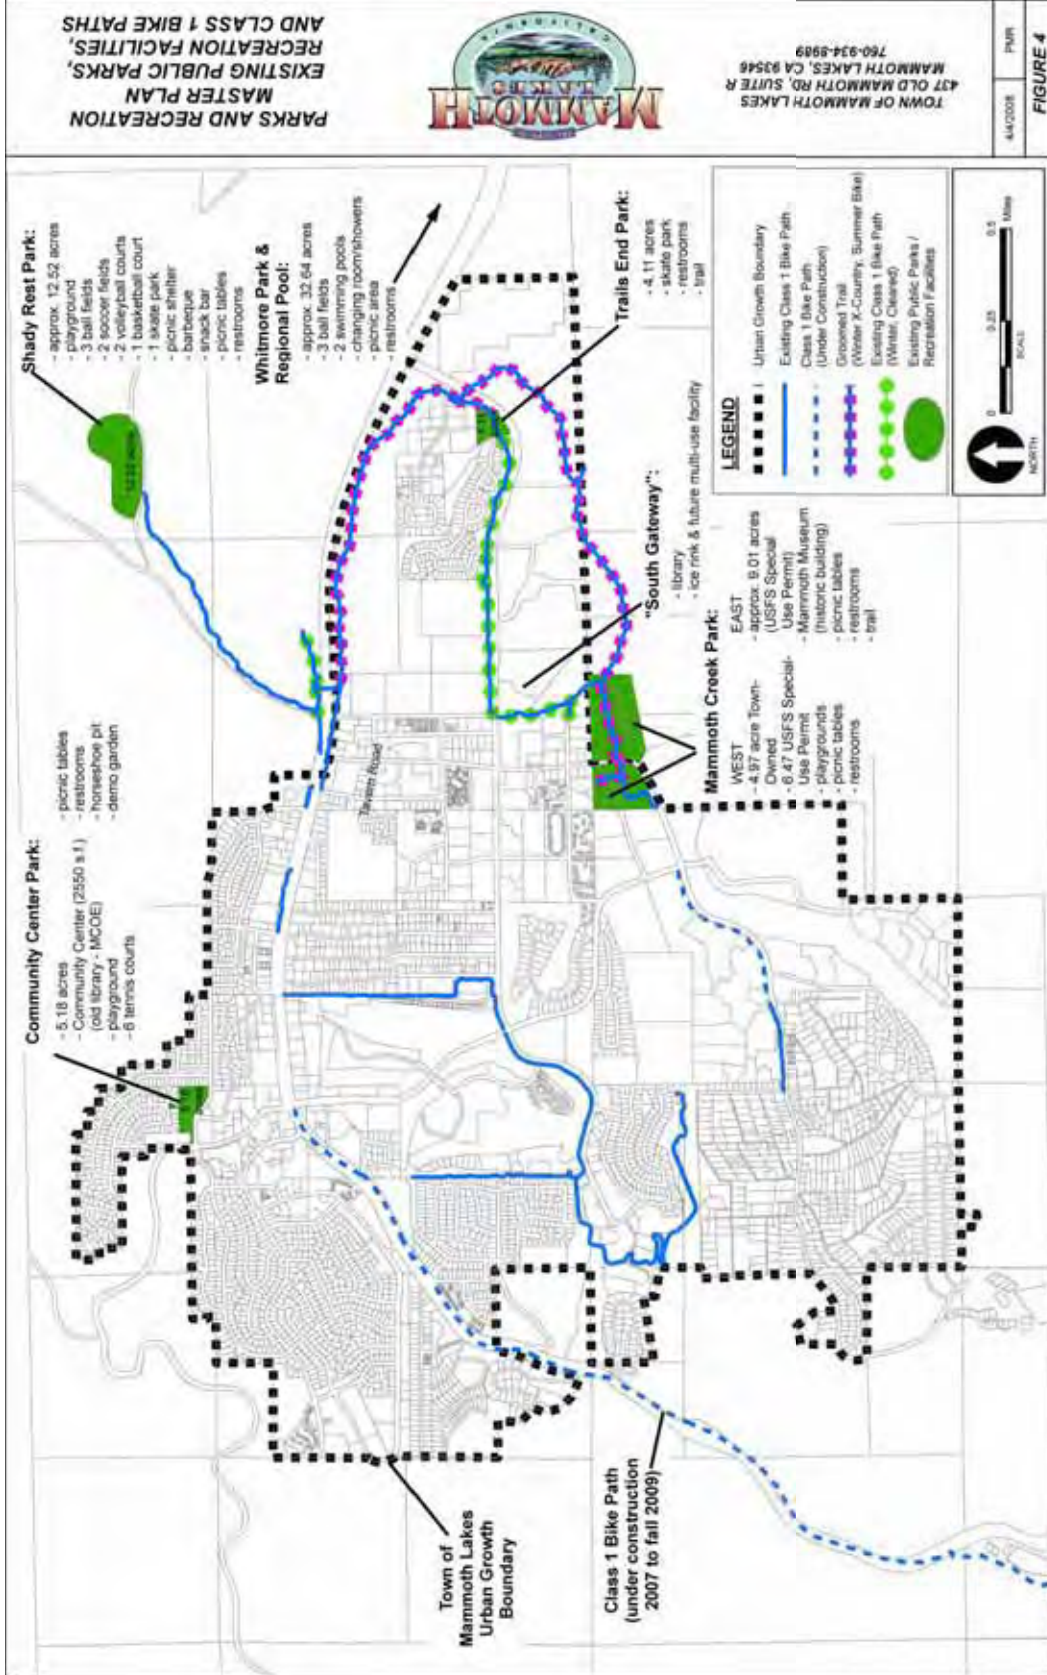 PARKS AND RECREATION
MASTER PLAN
EXISTING PUBLIC PARKS,
RECREATION FACILITIES,
AND CLASS 1 BIKE PATHS
MAMMOTH
LAKES
CALIFORNIA
TOWN OF MAMMOTH LAKES
437 OLD MAMMOTH RD, SUITE R
MAMMOTH LAKES, CA 93546
760-934-8989
4/4/2008
PMR
FIGURE 4
Community Center Park:
- 5.18 acres
- Community Center (2550 s.f.)
(old library - MCOE)
- playground
- 6 tennis courts
- picnic tables
- restrooms
- horseshoe pit
- demo garden
Shady Rest Park:
- approx. 12.52 acres
- playground
- 3 ball fields
- 2 soccer fields
- 2 volleyball courts
- 1 basketball court
- 1 skate park
- picnic shelter
- barbeque
- snack bar
- picnic tables
- restrooms
Whitmore Park &
Regional Pool:
- approx. 32.64 acres
- 3 ball fields
- 2 swimming pools
- changing room/showers
- picnic area
- restrooms
Trails End Park:
- 4.11 acres
- skate park
- restrooms
- trail
Tavern Road
"South Gateway":
- library
- ice rink & future multi-use facility
Mammoth Creek Park:
WEST
- 4.97 acre Town-
Owned
- 6.47 USFS Special-
Use Permit
- playgrounds
- picnic tables
- restrooms
EAST
- approx. 9.01 acres
(USFS Special
Use Permit)
- Mammoth Museum
(historic building)
- picnic tables
- restrooms
- trail
Town of
Mammoth Lakes
Urban Growth
Boundary
Class 1 Bike Path
(under construction
2007 to fall 2009)
LEGEND
Urban Growth Boundary
Existing Class 1 Bike Path
Class 1 Bike Path
(Under Construction)
Groomed Trail
(Winter X-Country, Summer Bike)
Existing Class 1 Bike Path
(Winter, Cleared)
Existing Public Parks /
Recreation Facilities
NORTH
0 0.25 0.5
Miles
SCALE